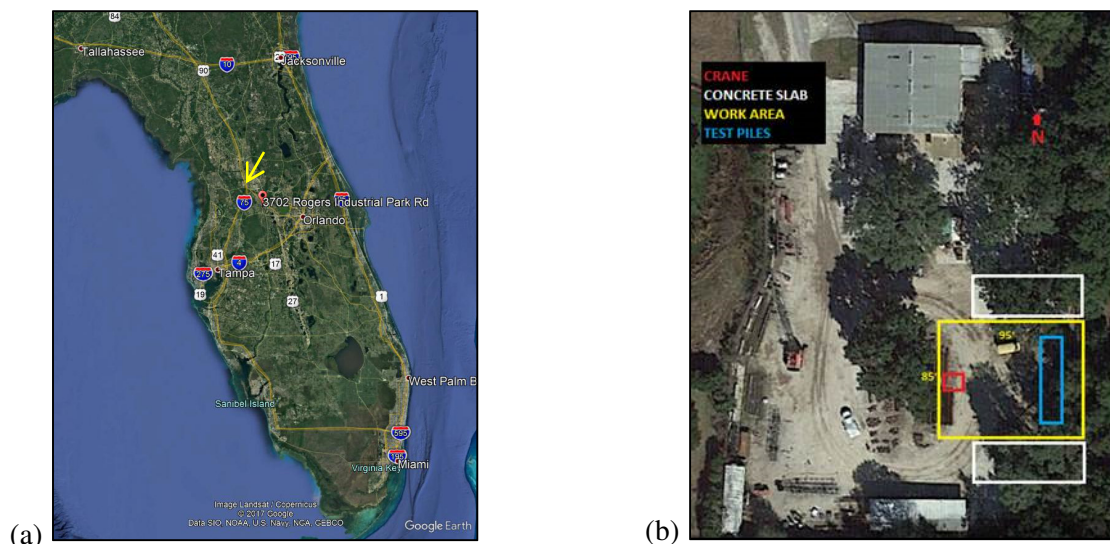 84
Tallahassee
10
90
Jacksonville
75
3702 Rogers Industrial Park Rd
Orlando
41
4
275
Tampa
17
19
27
1
West Palm B
Sanibel Island
595
Virginia Key
Miami
Image Landsat / Copernicus
© 2017 Google
Data SIO, NOAA, U.S. Navy, NGA, GEBCO
Google Earth
(a)
CRANE
CONCRETE SLAB
WORK AREA
TEST PILES
N
95'
85'
(b)